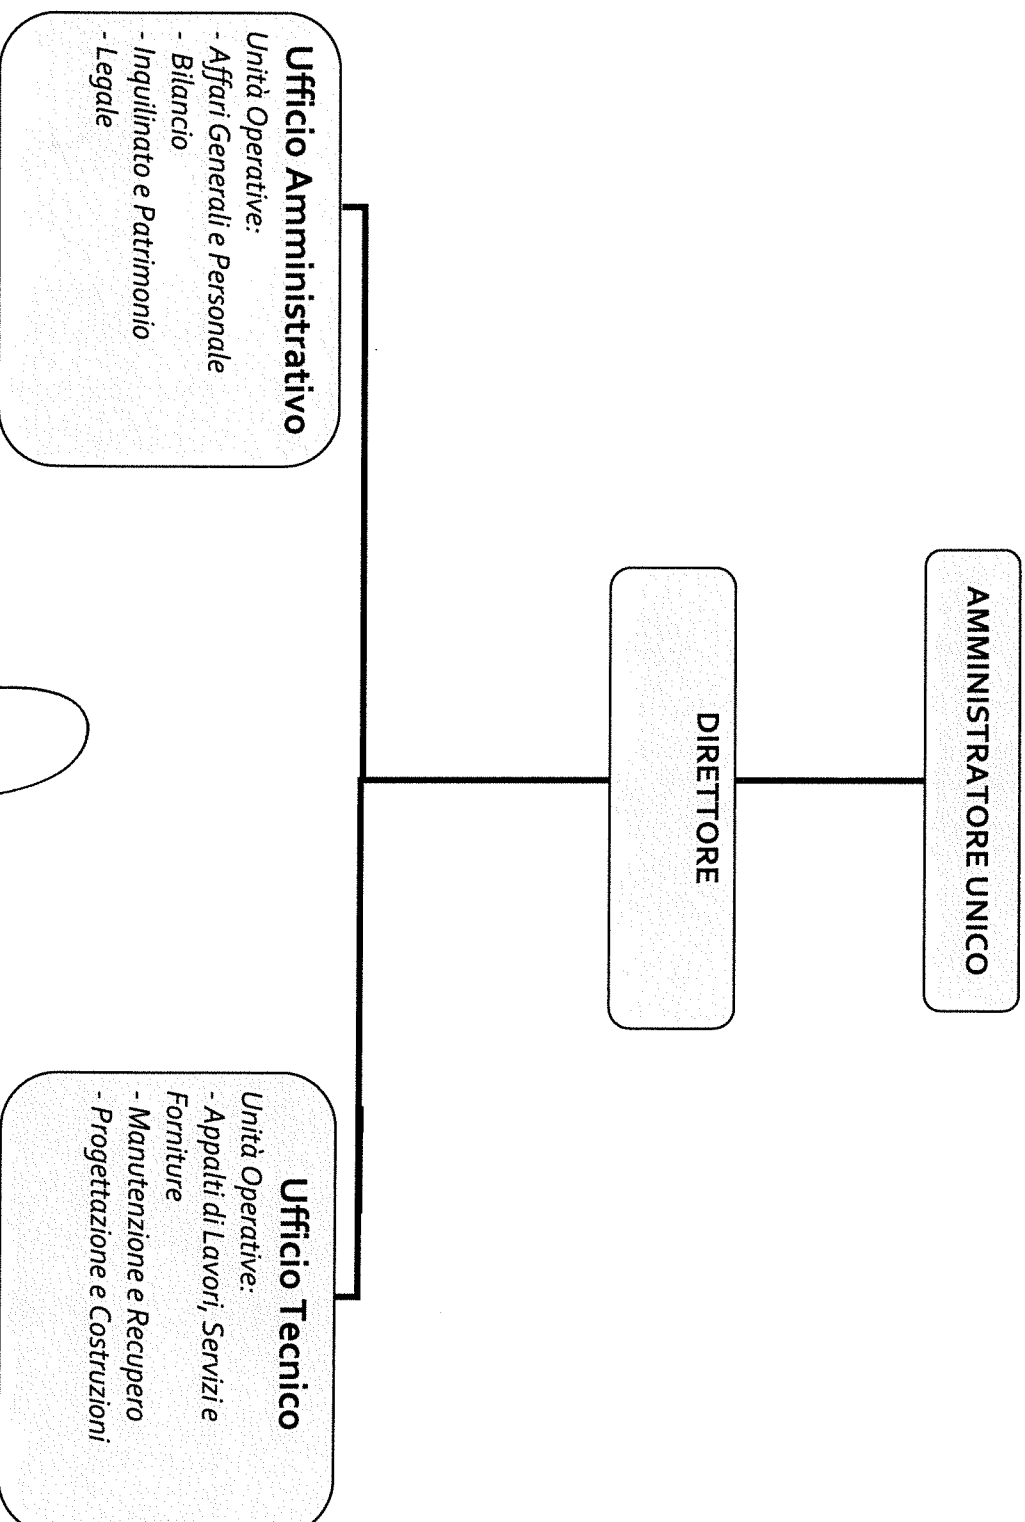 AMMINISTRATORE UNICO
DIRETTORE
Ufficio Amministrativo
Unità Operative:
- Affari Generali e Personale
- Bilancio
- Inquilinato e Patrimonio
- Legale
Ufficio Tecnico
Unità Operative:
- Appalti di Lavori, Servizi e
Forniture
- Manutenzione e Recupero
- Progettazione e Costruzioni